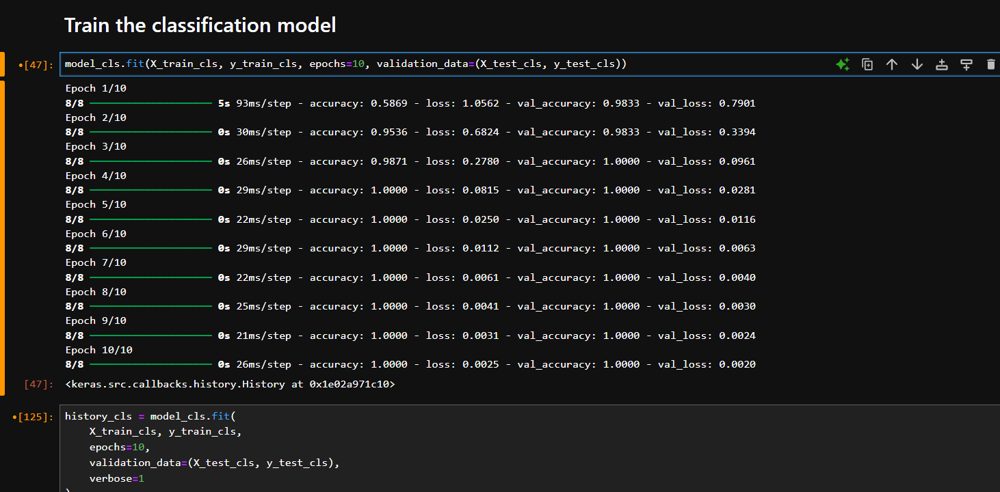 Train the classification model
•[47]: model_cls.fit(X_train_cls, y_train_cls, epochs=10, validation_data=(X_test_cls, y_test_cls))
Epoch 1/10
8/8 ━━━━━━━━━━━━━━━━━━━━ 5s 93ms/step - accuracy: 0.5869 - loss: 1.0562 - val_accuracy: 0.9833 - val_loss: 0.7901
Epoch 2/10
8/8 ━━━━━━━━━━━━━━━━━━━━ 0s 30ms/step - accuracy: 0.9536 - loss: 0.6824 - val_accuracy: 0.9833 - val_loss: 0.3394
Epoch 3/10
8/8 ━━━━━━━━━━━━━━━━━━━━ 0s 26ms/step - accuracy: 0.9871 - loss: 0.2780 - val_accuracy: 1.0000 - val_loss: 0.0961
Epoch 4/10
8/8 ━━━━━━━━━━━━━━━━━━━━ 0s 29ms/step - accuracy: 1.0000 - loss: 0.0815 - val_accuracy: 1.0000 - val_loss: 0.0281
Epoch 5/10
8/8 ━━━━━━━━━━━━━━━━━━━━ 0s 22ms/step - accuracy: 1.0000 - loss: 0.0250 - val_accuracy: 1.0000 - val_loss: 0.0116
Epoch 6/10
8/8 ━━━━━━━━━━━━━━━━━━━━ 0s 29ms/step - accuracy: 1.0000 - loss: 0.0112 - val_accuracy: 1.0000 - val_loss: 0.0063
Epoch 7/10
8/8 ━━━━━━━━━━━━━━━━━━━━ 0s 22ms/step - accuracy: 1.0000 - loss: 0.0061 - val_accuracy: 1.0000 - val_loss: 0.0040
Epoch 8/10
8/8 ━━━━━━━━━━━━━━━━━━━━ 0s 25ms/step - accuracy: 1.0000 - loss: 0.0041 - val_accuracy: 1.0000 - val_loss: 0.0030
Epoch 9/10
8/8 ━━━━━━━━━━━━━━━━━━━━ 0s 21ms/step - accuracy: 1.0000 - loss: 0.0031 - val_accuracy: 1.0000 - val_loss: 0.0024
Epoch 10/10
8/8 ━━━━━━━━━━━━━━━━━━━━ 0s 26ms/step - accuracy: 1.0000 - loss: 0.0025 - val_accuracy: 1.0000 - val_loss: 0.0020
[47]: <keras.src.callbacks.history.History at 0x1e02a971c10>
•[125]: history_cls = model_cls.fit(
X_train_cls, y_train_cls,
epochs=10,
validation_data=(X_test_cls, y_test_cls),
verbose=1